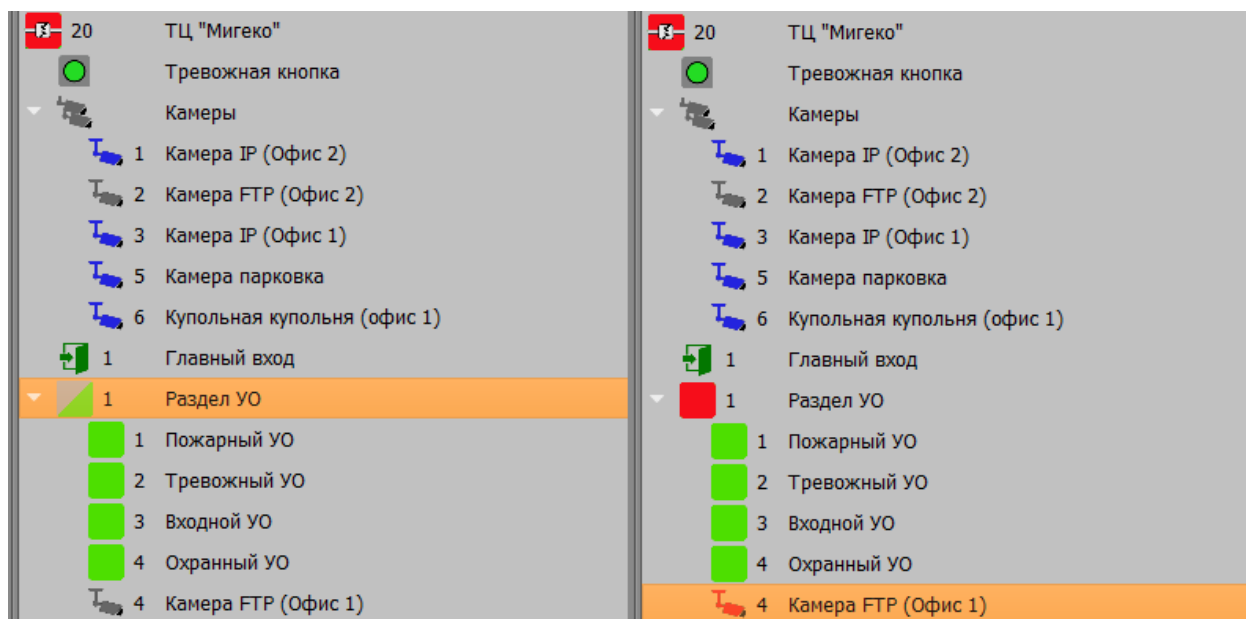 20 ТЦ "Мигеко"
Тревожная кнопка
Камеры
1 Камера IP (Офис 2)
2 Камера FTP (Офис 2)
3 Камера IP (Офис 1)
5 Камера парковка
6 Купольная купольня (офис 1)
1 Главный вход
1 Раздел УО
1 Пожарный УО
2 Тревожный УО
3 Входной УО
4 Охранный УО
4 Камера FTP (Офис 1)
20 ТЦ "Мигеко"
Тревожная кнопка
Камеры
1 Камера IP (Офис 2)
2 Камера FTP (Офис 2)
3 Камера IP (Офис 1)
5 Камера парковка
6 Купольная купольня (офис 1)
1 Главный вход
1 Раздел УО
1 Пожарный УО
2 Тревожный УО
3 Входной УО
4 Охранный УО
4 Камера FTP (Офис 1)